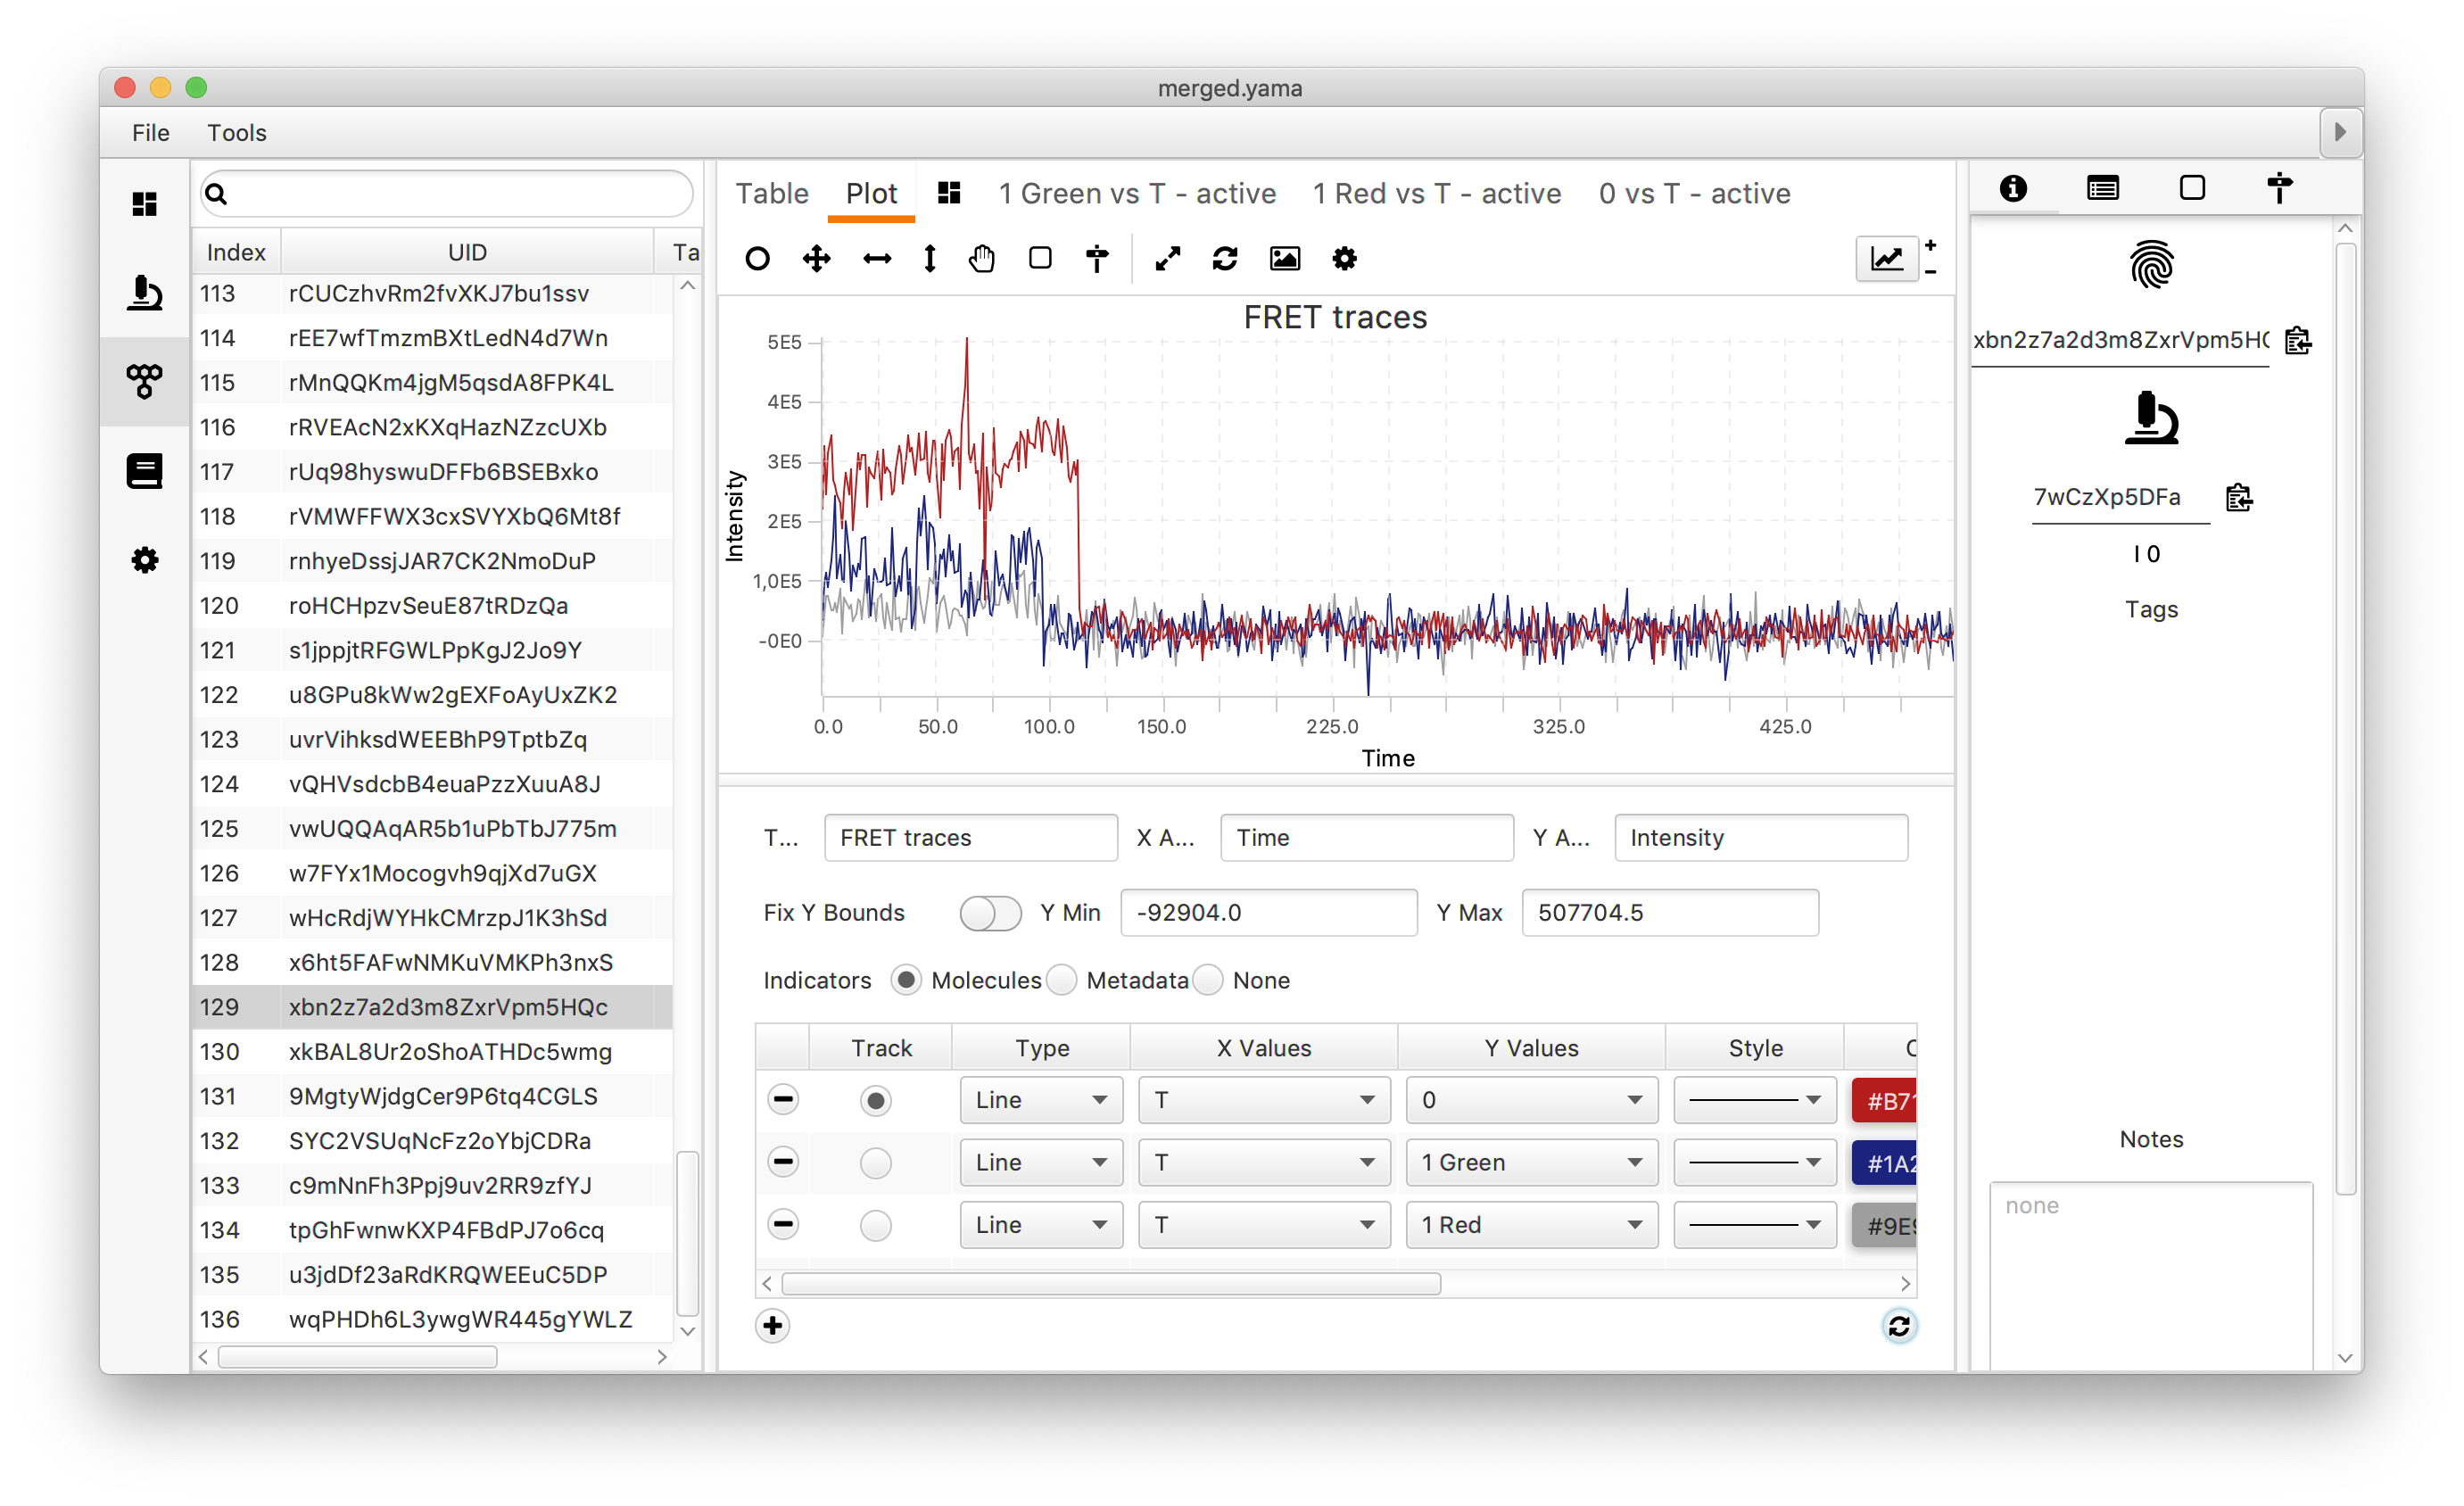 merged.yama
File Tools
Table Plot 1 Green vs T - active 1 Red vs T - active 0 vs T - active
Index UID Ta
113 rCUCzhvRm2fvXKJ7bu1ssv
114 rEE7wfTmzmBXtLedN4d7Wn
115 rMnQQKm4jgM5qsdA8FPK4L
116 rRVEAcN2xKXqHazNZzcUXb
117 rUq98hyswuDFFb6BSEBxko
118 rVMWFFWX3cxSVYXbQ6Mt8f
119 rnhyeDssjJAR7CK2NmoDuP
120 roHCHpzvSeuE87tRDzQa
121 s1jppjtRFGWLPpKgJ2Jo9Y
122 u8GPu8kWw2gEXFoAyUxZK2
123 uvrVihksdWEEBhP9TptbZq
124 vQHVsdcbB4euaPzzXuuA8J
125 vwUQQAqAR5b1uPbTbJ775m
126 w7FYx1Mocogvh9qjXd7uGX
127 wHcRdjWYHkCMrzpJ1K3hSd
128 x6ht5FAFwNMKuVMKPh3nxS
129 xbn2z7a2d3m8ZxrVpm5HQc
130 xkBAL8Ur2oShoATHDc5wmg
131 9MgtyWjdgCer9P6tq4CGLS
132 SYC2VSUqNcFz2oYbjCDRa
133 c9mNnFh3Ppj9uv2RR9zfYJ
134 tpGhFwnwKXP4FBdPJ7o6cq
135 u3jdDf23aRdKRQWEEuC5DP
136 wqPHDh6L3ywgWR445gYWLZ
FRET traces
5E5
4E5
3E5
2E5
1,0E5
-0E0
Intensity
0.0 50.0 100.0 150.0 225.0 325.0 425.0
Time
T... FRET traces X A... Time Y A... Intensity
Fix Y Bounds Y Min -92904.0 Y Max 507704.5
Indicators Molecules Metadata None
Track Type X Values Y Values Style C
Line T 0 #B71
Line T 1 Green #1A2
Line T 1 Red #9E9
xbn2z7a2d3m8ZxrVpm5HQ
7wCzXp5DFa
I 0
Tags
Notes
none